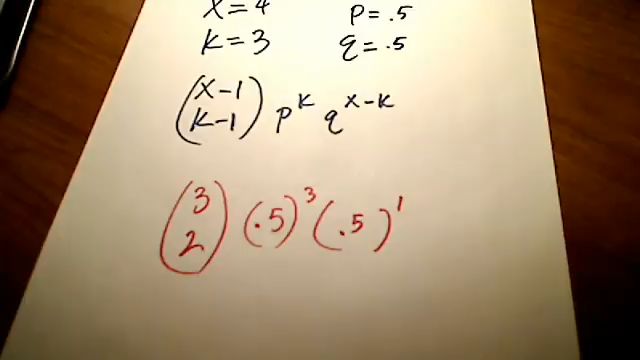 x = 4 p = .5
k = 3 q = .5
(x-1 k-1) p^k q^x-k
(3 2) (.5)^3 (.5)^1